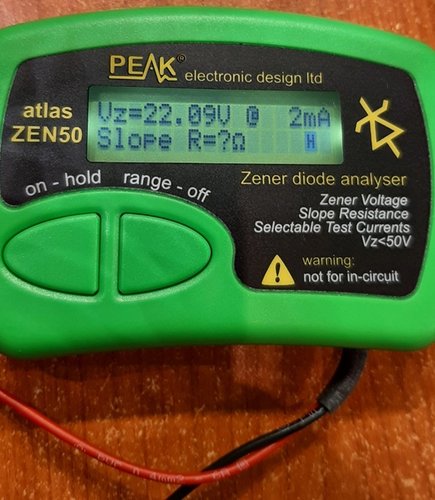 PEAK® electronic design ltd
atlas
ZEN50
Vz=22.09V @ 2mA
Slope R=?Ω H
on - hold range - off
Zener diode analyser
Zener Voltage
Slope Resistance
Selectable Test Currents
Vz<50V
warning:
not for in-circuit